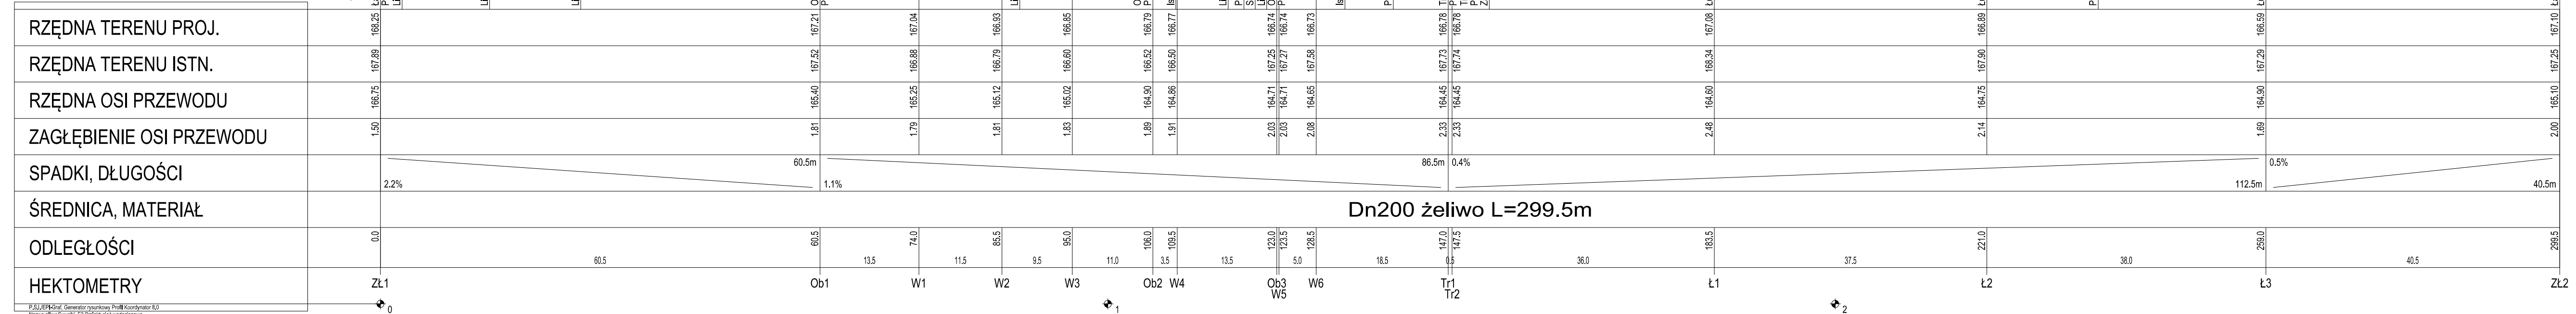 RZĘDNA TERENU PROJ. 168.25 167.21 167.04 166.93 166.85 166.79 166.77 166.74 166.74 166.73 166.78 166.78 167.08 166.89 166.59 167.10
RZĘDNA TERENU ISTN. 167.89 167.52 166.88 166.79 166.60 166.52 166.50 167.25 167.27 167.58 167.73 167.74 168.34 167.90 167.29 167.25
RZĘDNA OSI PRZEWODU 166.75 165.40 165.25 165.12 165.02 164.90 164.86 164.71 164.71 164.65 164.45 164.45 164.60 164.75 164.90 165.10
ZAGŁĘBIENIE OSI PRZEWODU 1.50 1.81 1.79 1.81 1.83 1.89 1.91 2.03 2.03 2.08 2.33 2.33 2.48 2.14 1.69 2.00
SPADKI, DŁUGOŚCI
60.5m 86.5m 0.4% 0.5%
2.2% 1.1% 112.5m 40.5m
ŚREDNICA, MATERIAŁ Dn200 żeliwo L=299.5m
ODLEGŁOŚCI 0.0 60.5 74.0 85.5 95.0 106.0 109.5 123.0 123.5 128.5 147.0 147.5 183.5 221.0 259.0 299.5
60.5 13.5 11.5 9.5 11.0 3.5 13.5 5.0 18.5 0.5 36.0 37.5 38.0 40.5
HEKTOMETRY ZŁ1 Ob1 W1 W2 W3 Ob2 W4 Ob3 W6 Tr1 Ł1 Ł2 Ł3 ZŁ2
W5 Tr2
0 1 2
Generator rysunkowy Profil Koordynator 8,0